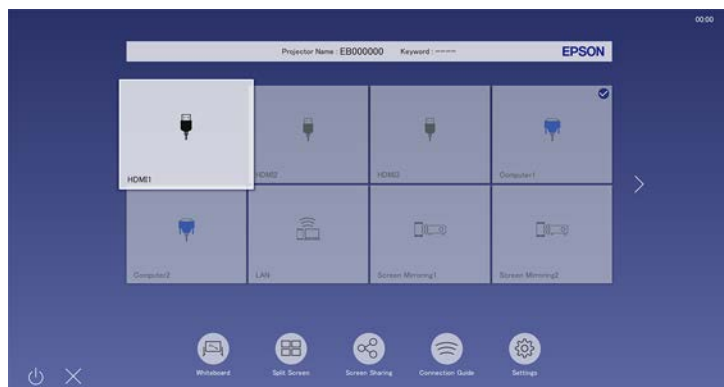 00:00
Projector Name : EB000000 Keyword : ---- EPSON
HDMI1 HDMI2 HDMI3 Computer1
Computer2 LAN Screen Mirroring1 Screen Mirroring2
Whiteboard Split Screen Screen Sharing Connection Guide Settings